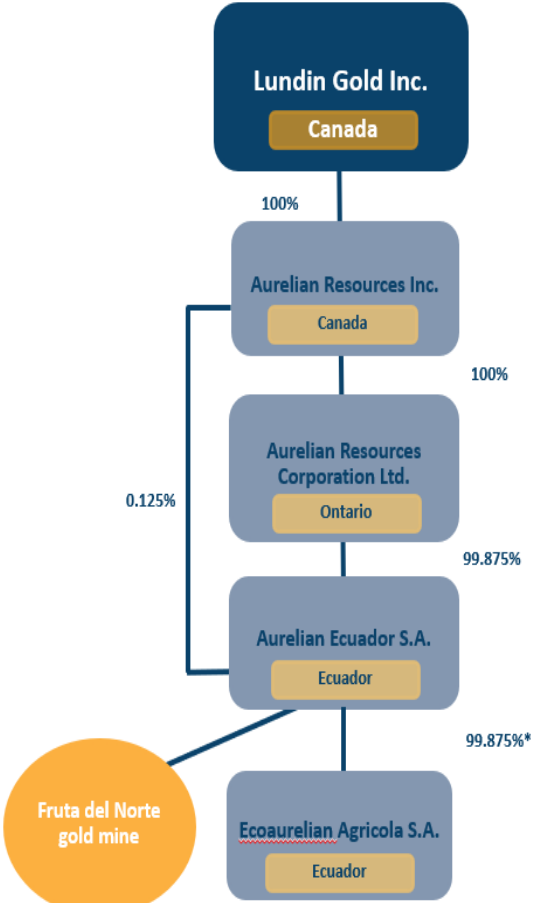 Lundin Gold Inc.
Canada
100%
Aurelian Resources Inc.
Canada
100%
Aurelian Resources
Corporation Ltd.
Ontario
0.125%
99.875%
Aurelian Ecuador S.A.
Ecuador
99.875%*
Fruta del Norte
gold mine
Ecoaurelian Agricola S.A.
Ecuador